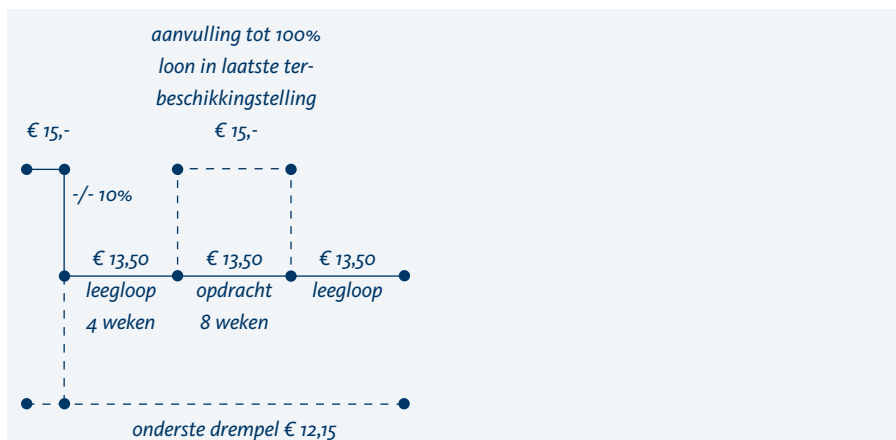 aanvulling tot 100%
loon in laatste ter-
beschikkingstelling
€ 15,- € 15,-
-/- 10%
€ 13,50 € 13,50 € 13,50
leegloop opdracht leegloop
4 weken 8 weken
onderste drempel € 12,15